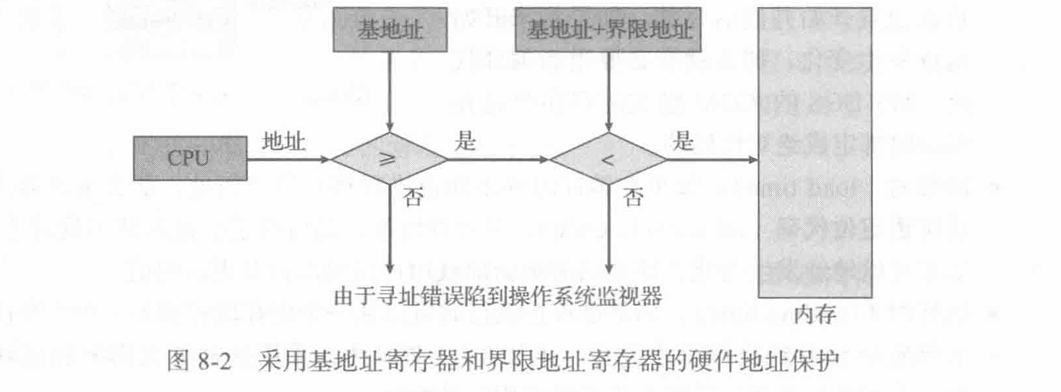 基地址
基地址+界限地址
CPU
地址
≥
是
<
是
否
否
由于寻址错误陷到操作系统监视器
内存
图 8-2 采用基地址寄存器和界限地址寄存器的硬件地址保护